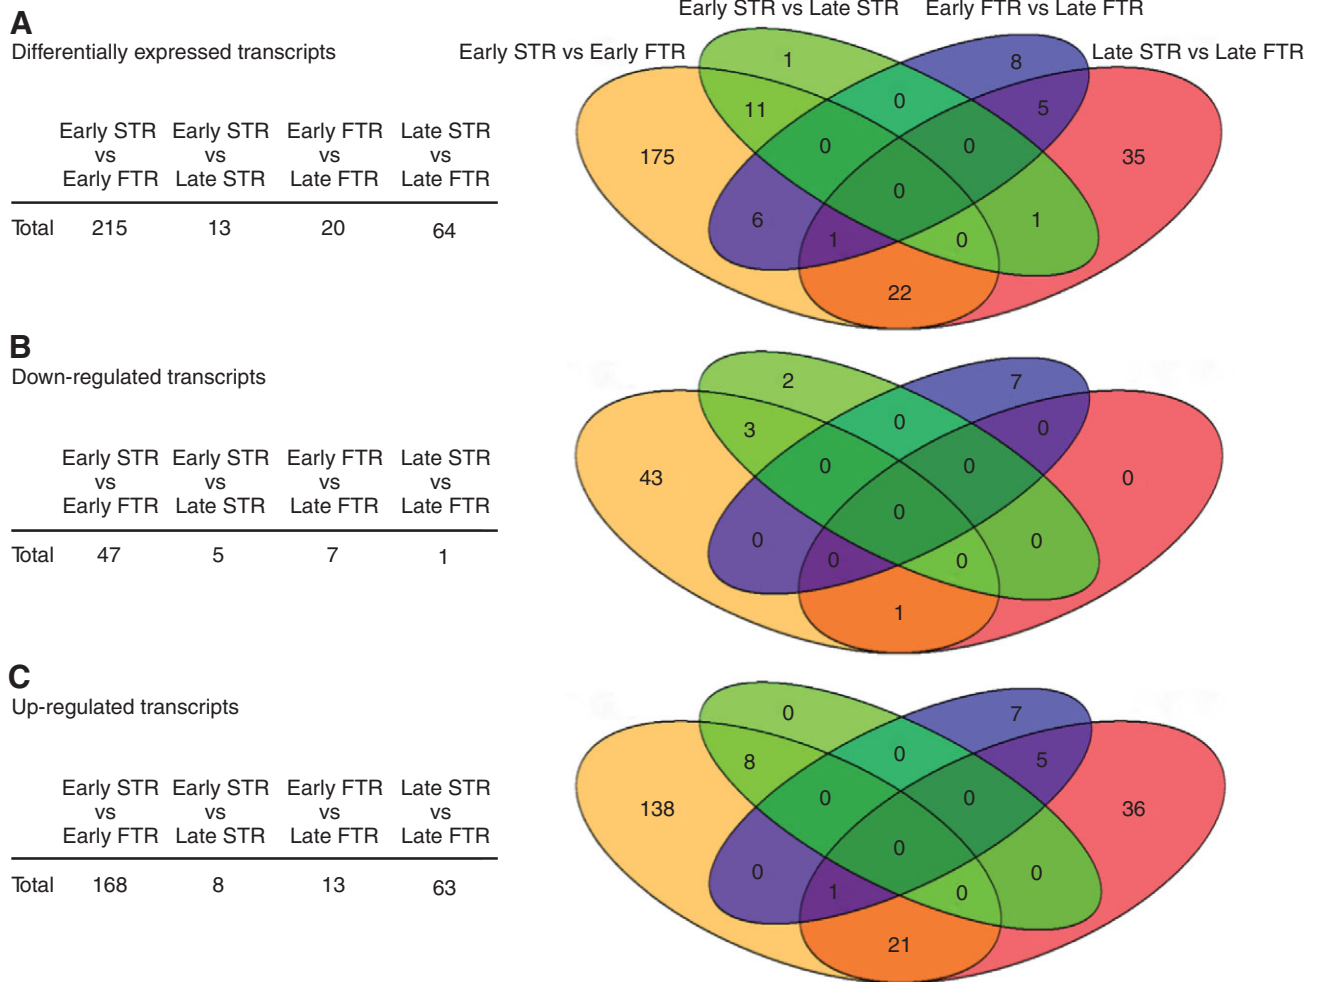 A
Differentially expressed transcripts
Early STR vs Late STR Early FTR vs Late FTR
Early STR vs Early FTR Late STR vs Late FTR
Early STR Early STR Early FTR Late STR
vs vs vs vs
Early FTR Late STR Late FTR Late FTR
Total 215 13 20 64
1 8
11 0 5
175 0 0 35
0
6 1 0 1
22
B
Down-regulated transcripts
Early STR Early STR Early FTR Late STR
vs vs vs vs
Early FTR Late STR Late FTR Late FTR
Total 47 5 7 1
2 7
3 0 0
43 0 0 0
0
0 0 0 0
1
C
Up-regulated transcripts
Early STR Early STR Early FTR Late STR
vs vs vs vs
Early FTR Late STR Late FTR Late FTR
Total 168 8 13 63
0 7
8 0 5
138 0 0 36
0
0 1 0 0
21